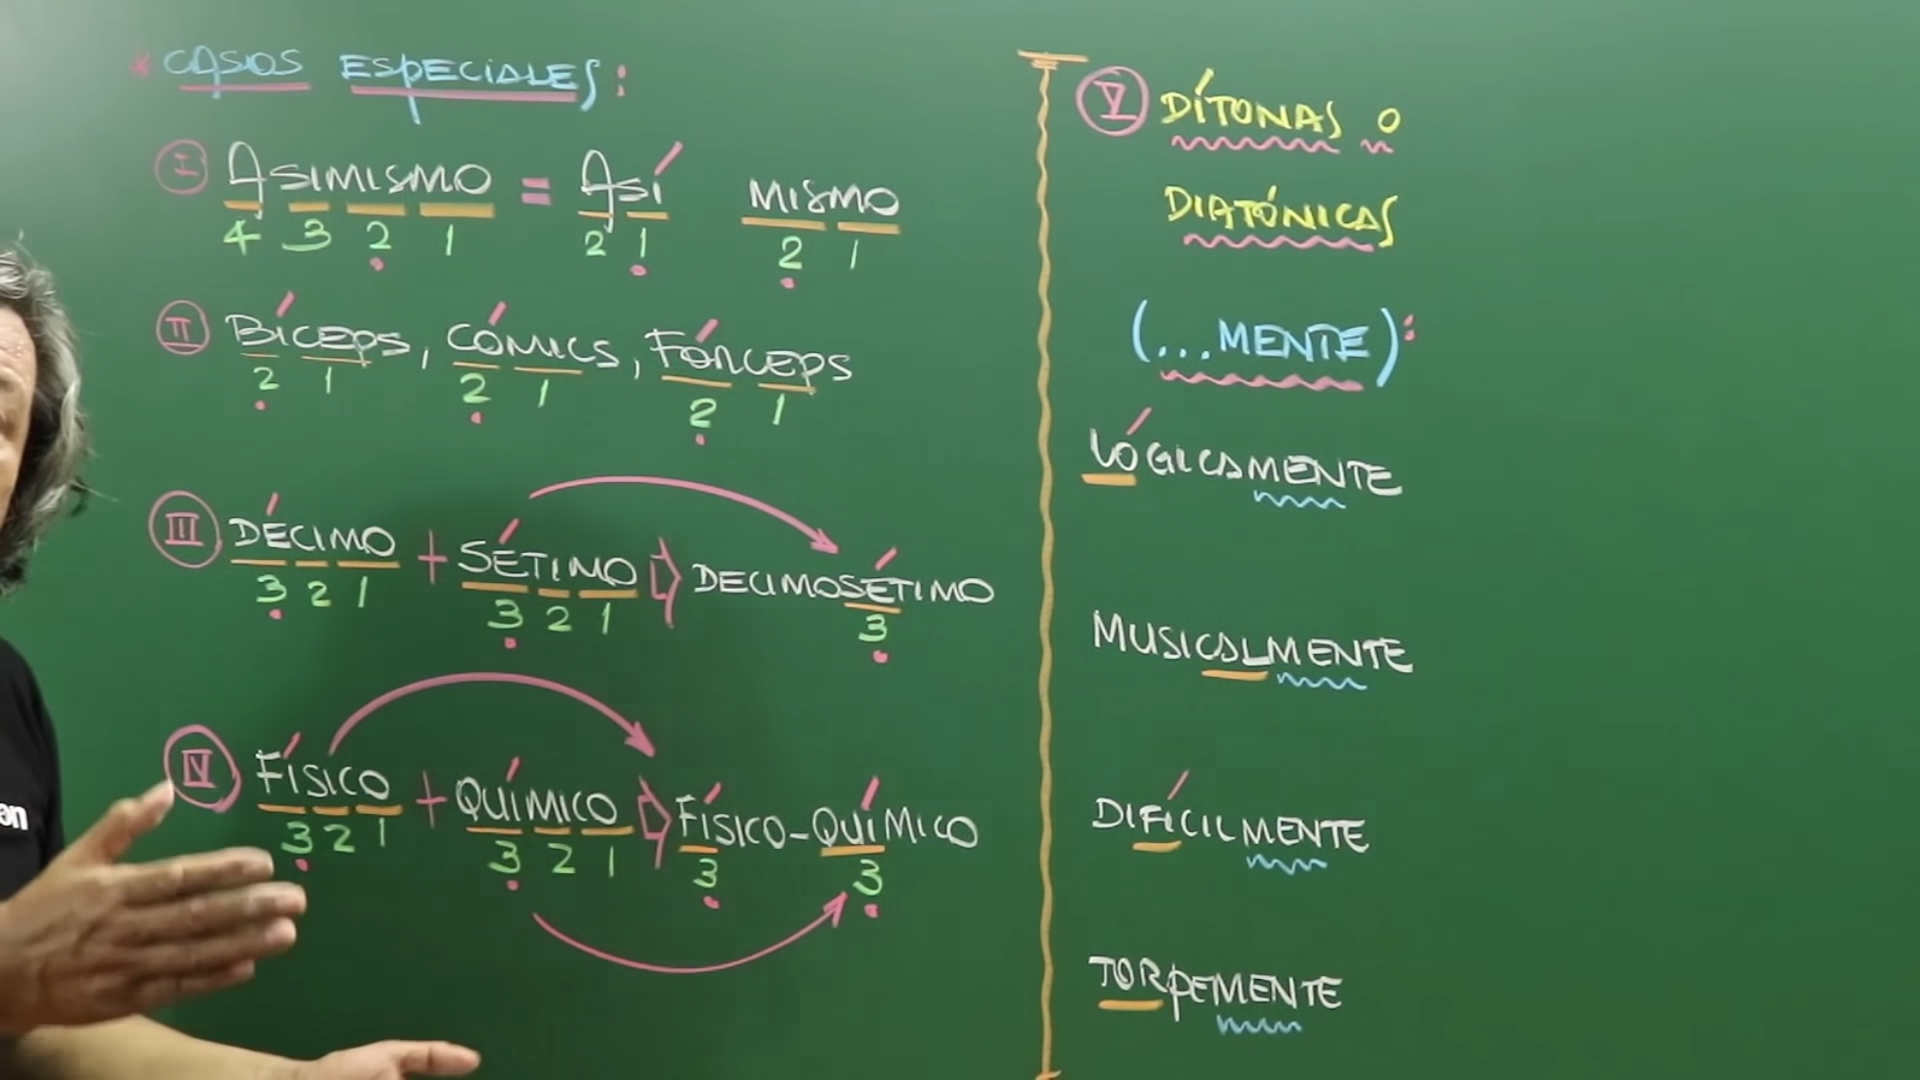 * CASOS ESPECIALES:
I ASIMISMO = ASÍ MISMO
4 3 2 1 2 1 2 1
II BÍCEPS, CÓMICS, FÓRCEPS
2 1 2 1 2 1
III DÉCIMO + SÉTIMO ⇨ DECIMOSÉTIMO
3 2 1 3 2 1 3
IV FÍSICO + QUÍMICO ⇨ FÍSICO-QUÍMICO
3 2 1 3 2 1 3 3
V DÍTONAS O
DIATÓNICAS
(...MENTE):
LÓGICAMENTE
MUSICALMENTE
DIFÍCILMENTE
TORPEMENTE